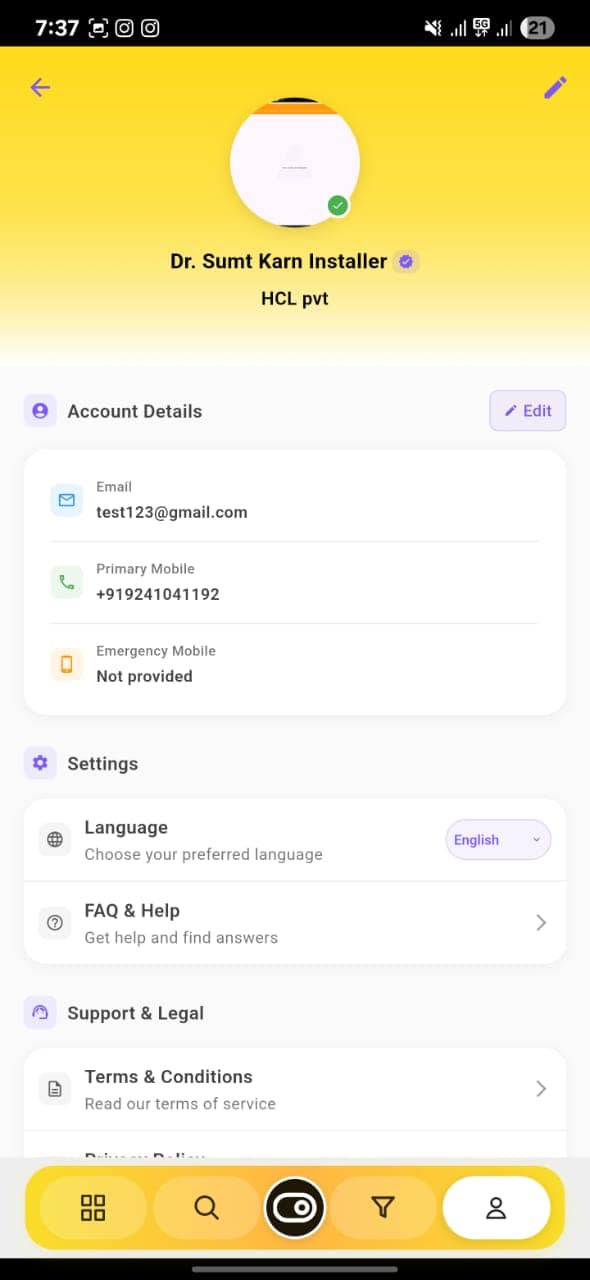 7:37
5G
21
Dr. Sumt Karn Installer
HCL pvt
Account Details
Edit
Email
test123@gmail.com
Primary Mobile
+919241041192
Emergency Mobile
Not provided
Settings
Language
Choose your preferred language
English
FAQ & Help
Get help and find answers
Support & Legal
Terms & Conditions
Read our terms of service